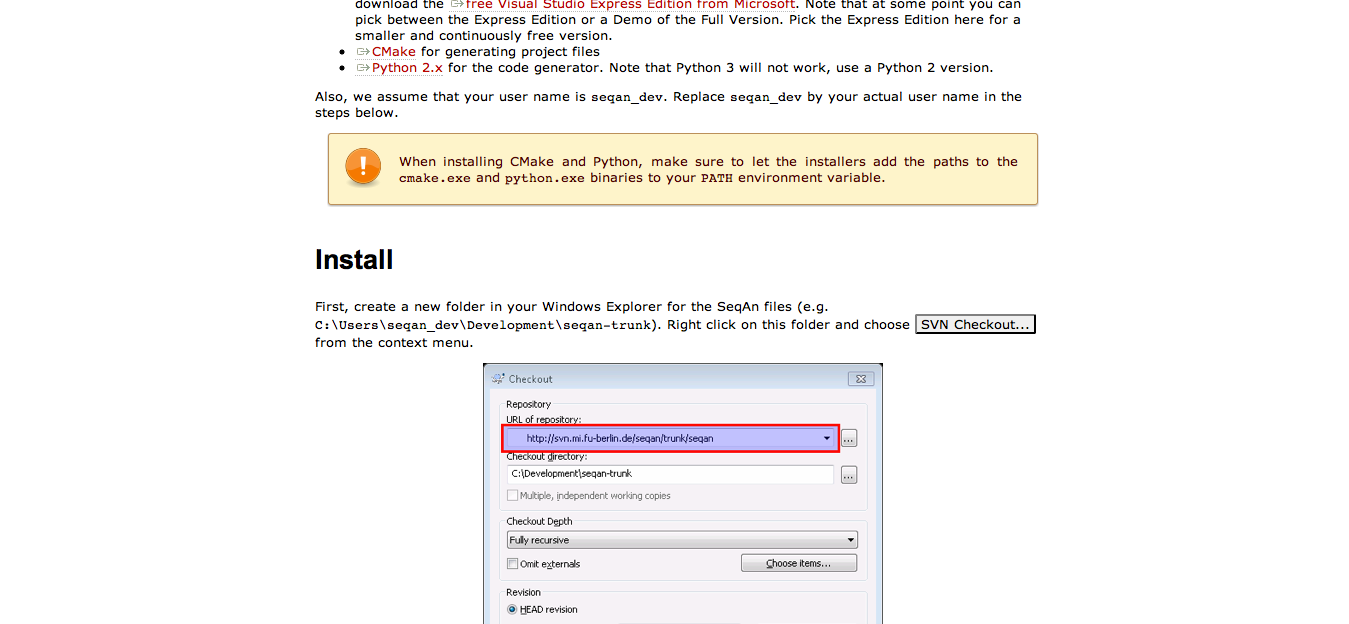 download the free Visual Studio Express Edition from Microsoft. Note that at some point you can
pick between the Express Edition or a Demo of the Full Version. Pick the Express Edition here for a
smaller and continuously free version.
CMake for generating project files
Python 2.x for the code generator. Note that Python 3 will not work, use a Python 2 version.
Also, we assume that your user name is seqan_dev. Replace seqan_dev by your actual user name in the
steps below.
When installing CMake and Python, make sure to let the installers add the paths to the
cmake.exe and python.exe binaries to your PATH environment variable.
Install
First, create a new folder in your Windows Explorer for the SeqAn files (e.g.
C:\Users\seqan_dev\Development\seqan-trunk). Right click on this folder and choose SVN Checkout...
from the context menu.
Checkout
Repository
URL of repository:
http://svn.mi.fu-berlin.de/seqan/trunk/seqan
...
Checkout directory:
C:\Development\seqan-trunk
...
Multiple, independent working copies
Checkout Depth
Fully recursive
Omit externals
Choose items...
Revision
HEAD revision